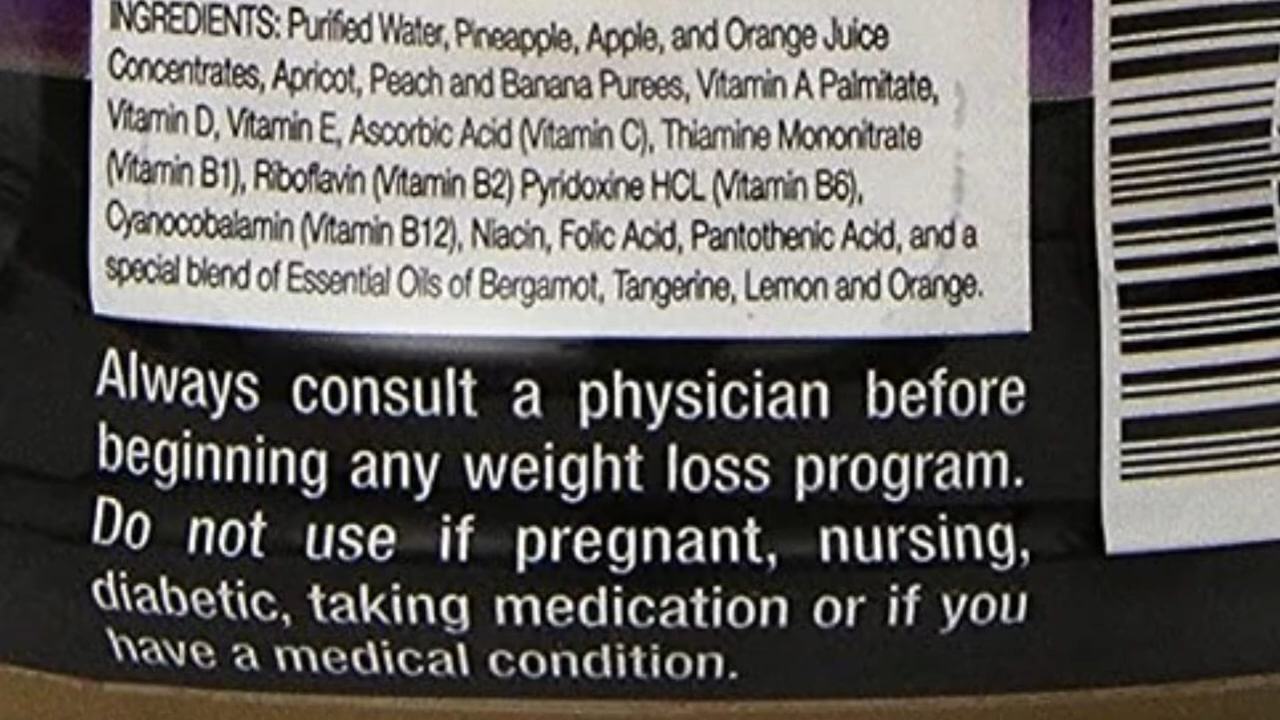 INGREDIENTS: Purified Water, Pineapple, Apple, and Orange Juice
Concentrates, Apricot, Peach and Banana Purees, Vitamin A Palmitate,
Vitamin D, Vitamin E, Ascorbic Acid (Vitamin C), Thiamine Mononitrate
(Vitamin B1), Riboflavin (Vitamin B2) Pyridoxine HCL (Vitamin B6),
Cyanocobalamin (Vitamin B12), Niacin, Folic Acid, Pantothenic Acid, and a
special blend of Essential Oils of Bergamot, Tangerine, Lemon and Orange.
Always consult a physician before
beginning any weight loss program.
Do not use if pregnant, nursing,
diabetic, taking medication or if you
have a medical condition.